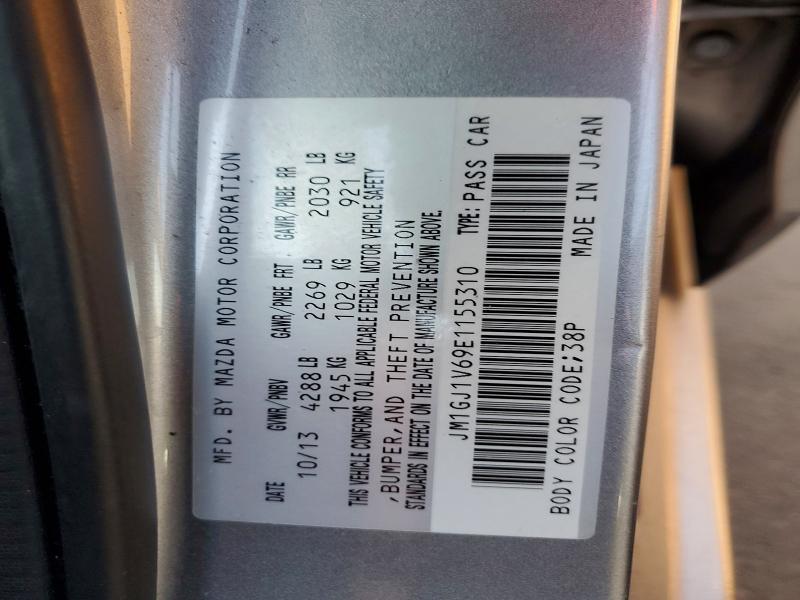 MFD. BY MAZDA MOTOR CORPORATION
DATE GVWR/PNBV GAWR/PNBE FRT. GAWR/PNBE RR
10/13 4288 LB 2269 LB 2030 LB
1945 KG 1029 KG 921 KG
THIS VEHICLE CONFORMS TO ALL APPLICABLE FEDERAL MOTOR VEHICLE SAFETY
,BUMPER,AND THEFT PREVENTION
STANDARDS IN EFFECT ON THE DATE OF MANUFACTURE SHOWN ABOVE.
JM1GJ1V69E1155310 TYPE: PASS CAR
BODY COLOR CODE;38P MADE IN JAPAN